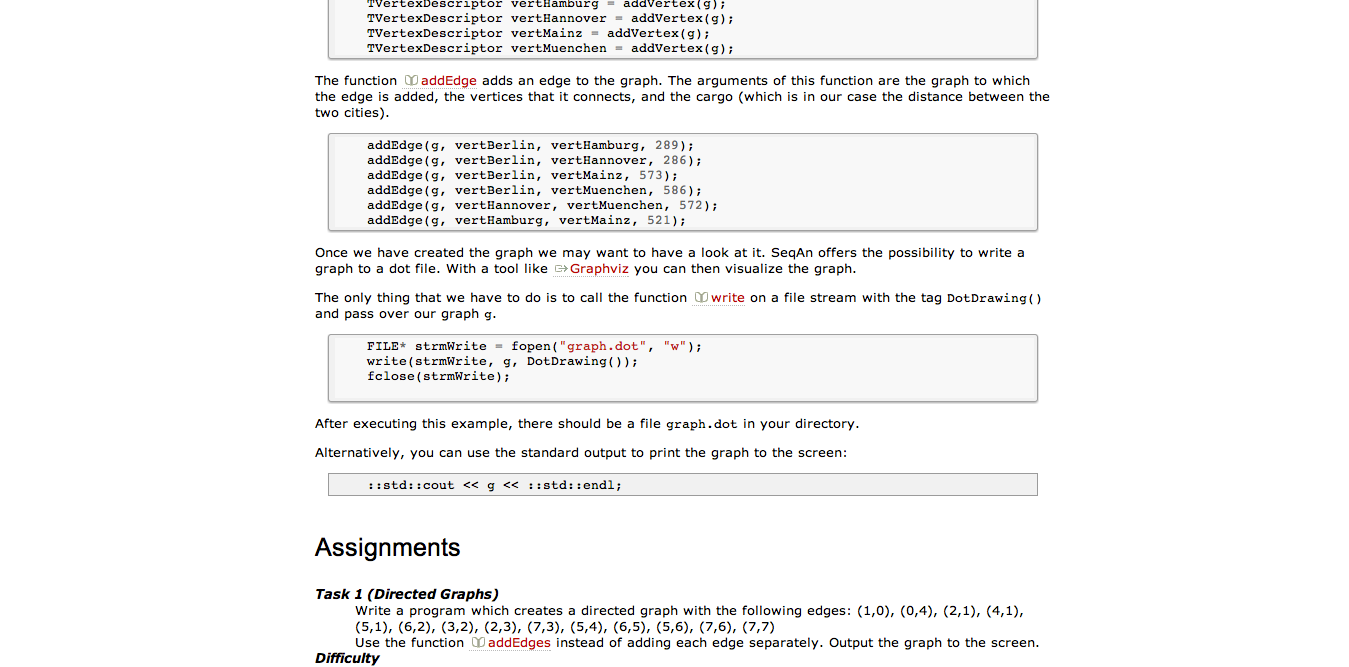 TVertexDescriptor vertHamburg = addVertex(g);
TVertexDescriptor vertHannover = addVertex(g);
TVertexDescriptor vertMainz = addVertex(g);
TVertexDescriptor vertMuenchen = addVertex(g);
The function addEdge adds an edge to the graph. The arguments of this function are the graph to which
the edge is added, the vertices that it connects, and the cargo (which is in our case the distance between the
two cities).
addEdge(g, vertBerlin, vertHamburg, 289);
addEdge(g, vertBerlin, vertHannover, 286);
addEdge(g, vertBerlin, vertMainz, 573);
addEdge(g, vertBerlin, vertMuenchen, 586);
addEdge(g, vertHannover, vertMuenchen, 572);
addEdge(g, vertHamburg, vertMainz, 521);
Once we have created the graph we may want to have a look at it. SeqAn offers the possibility to write a
graph to a dot file. With a tool like Graphviz you can then visualize the graph.
The only thing that we have to do is to call the function write on a file stream with the tag DotDrawing()
and pass over our graph g.
FILE* strmWrite = fopen("graph.dot", "w");
write(strmWrite, g, DotDrawing());
fclose(strmWrite);
After executing this example, there should be a file graph.dot in your directory.
Alternatively, you can use the standard output to print the graph to the screen:
::std::cout << g << ::std::endl;
Assignments
Task 1 (Directed Graphs)
Write a program which creates a directed graph with the following edges: (1,0), (0,4), (2,1), (4,1),
(5,1), (6,2), (3,2), (2,3), (7,3), (5,4), (6,5), (5,6), (7,6), (7,7)
Use the function addEdges instead of adding each edge separately. Output the graph to the screen.
Difficulty